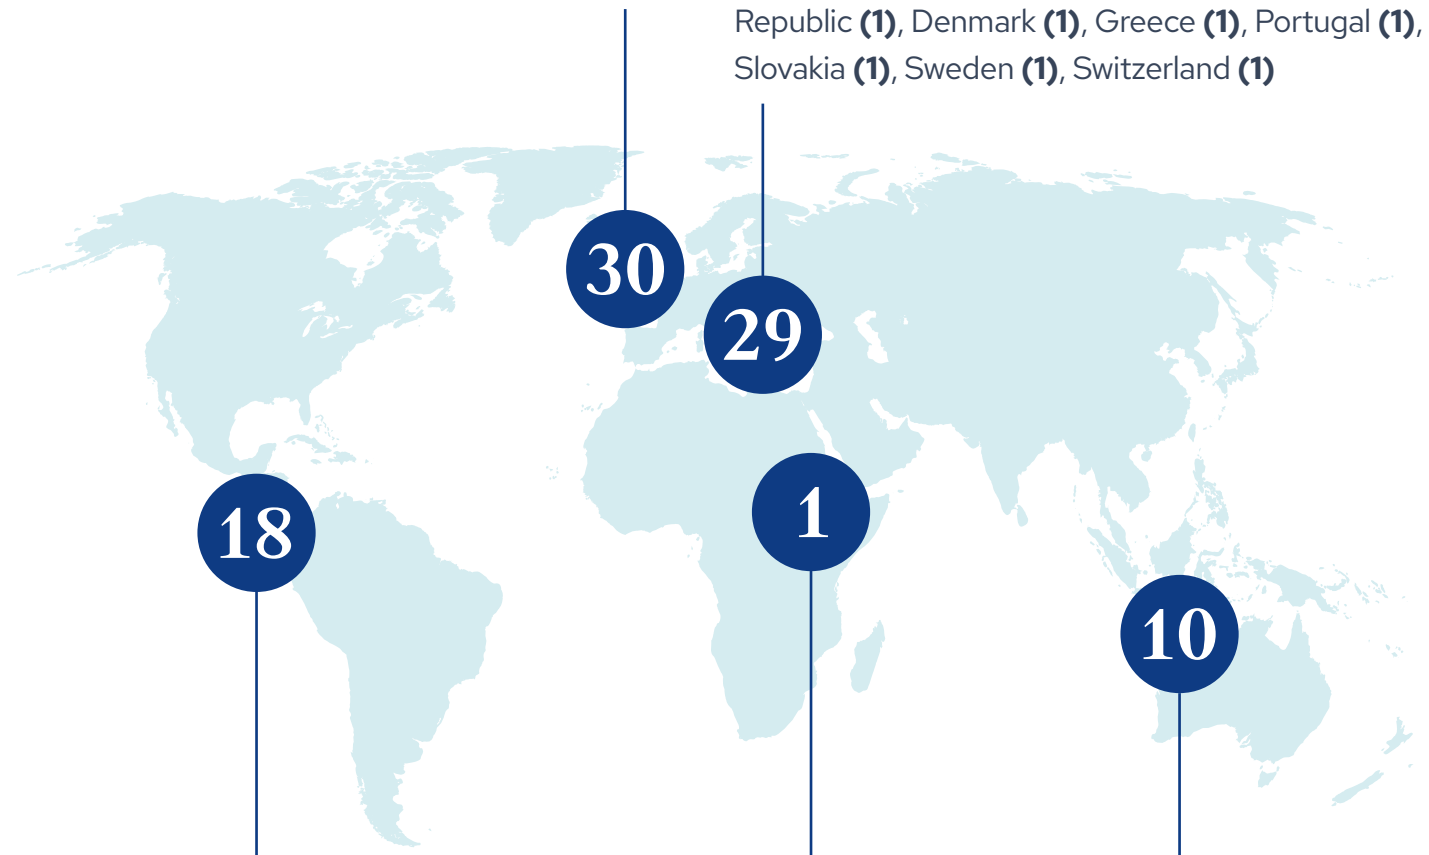 Republic (1), Denmark (1), Greece (1), Portugal (1),
Slovakia (1), Sweden (1), Switzerland (1)
30
29
18
1
10